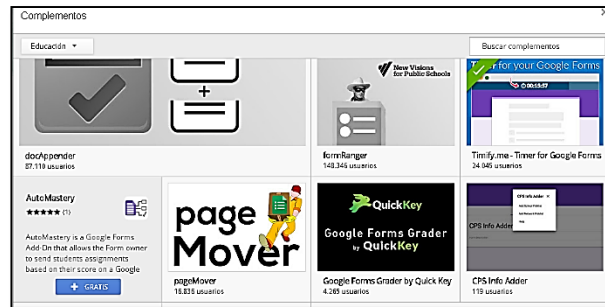 Complementos
Educación
Buscar complementos
New Visions
for Public Schools
Timer for your Google Forms
docAppender
87.110 usuarios
formRanger
148.346 usuarios
Timify.me - Timer for Google Forms
24.045 usuarios
AutoMastery
(1)
AutoMastery is a Google Forms
Add-On that allows the Form owner
to send students assignments
based on their score on a Google
+ GRATIS
page
Mover
pageMover
18.836 usuarios
QuickKey
Google Forms Grader
by QuickKey
Google Forms Grader by Quick Key
4.265 usuarios
CPS Info Adder
CPS Info Adder
119 usuarios